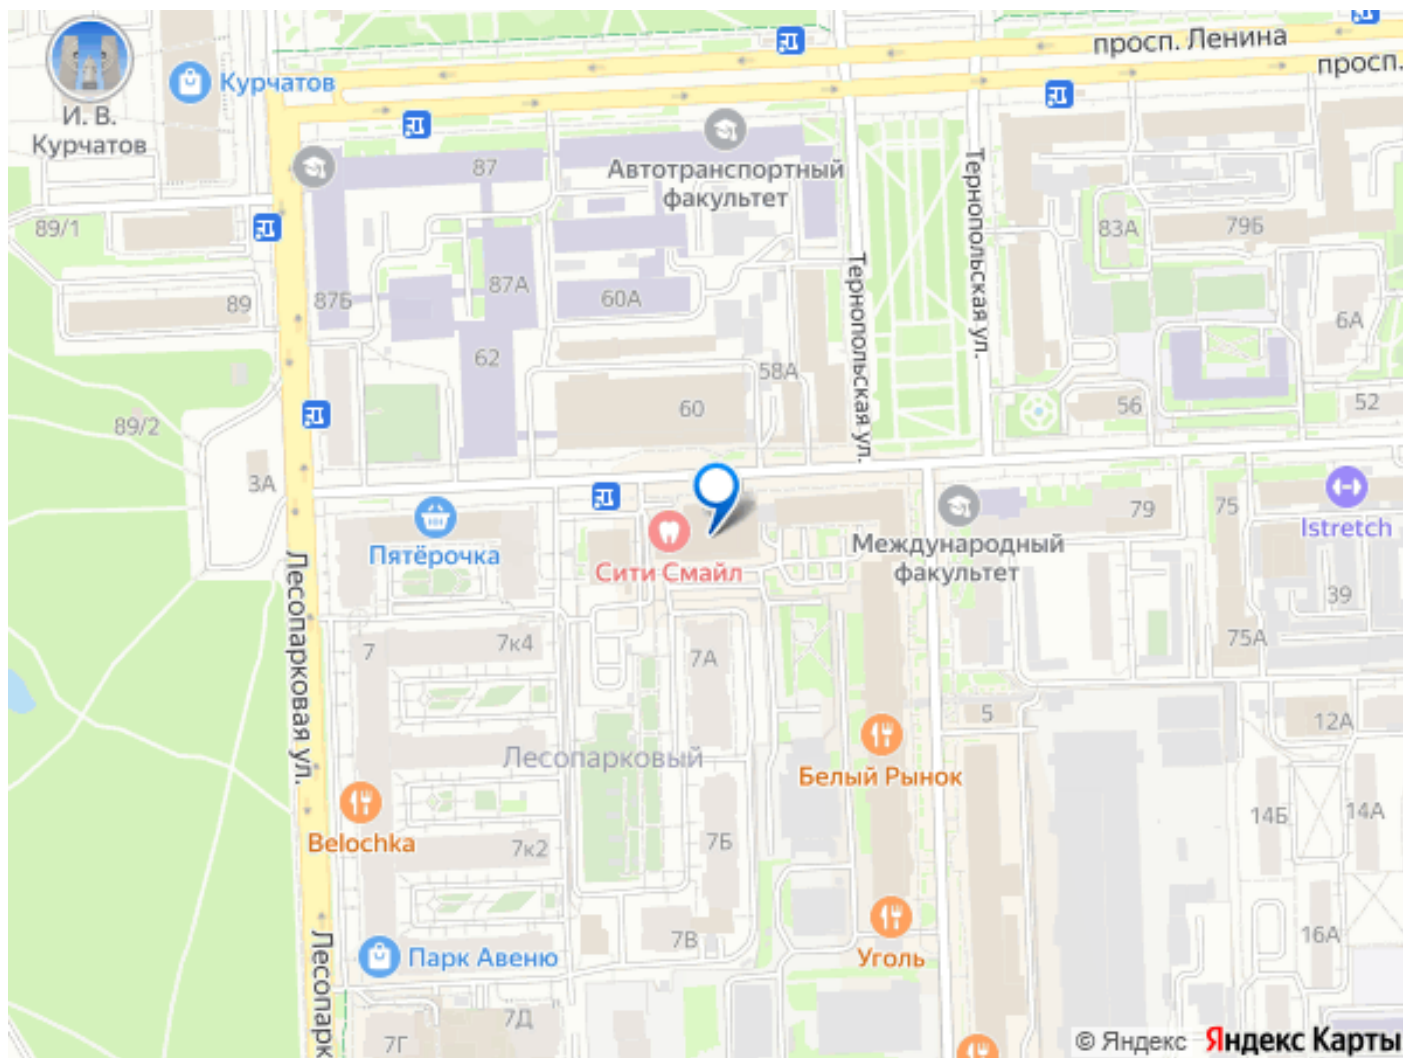 просп. Ленина
просп.
И. В.
Курчатов
Курчатов
87
Автотранспортный
факультет
Тернопольская ул.
89/1
83А
79Б
87А
87Б
60А
89
Тернопольская ул.
6А
62
58А
60
56
52
89/2
3А
Пятёрочка
Сити Смайл
Международный
факультет
79
75
Istretch
39
75А
Лесопарковая ул.
7
7к4
7А
5
12А
Лесопарковый
Белый Рынок
Belochka
7к2
7Б
14Б
14А
Лесопарк
Парк Авеню
7В
Уголь
16А
7Г
7Д
© Яндекс Яндекс Карты